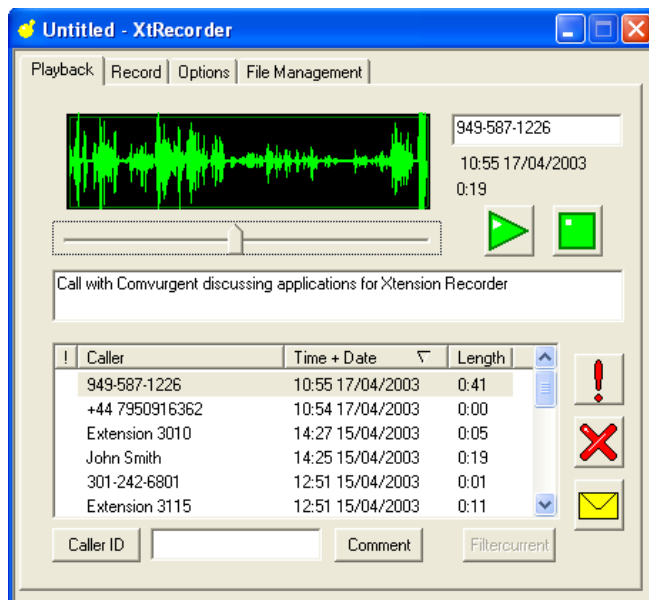 Untitled - XtRecorder
Playback Record Options File Management
949-587-1226
10:55 17/04/2003
0:19
Call with Comvurgent discussing applications for Xtension Recorder
! Caller Time + Date Length
949-587-1226 10:55 17/04/2003 0:41
+44 7950916362 10:54 17/04/2003 0:00
Extension 3010 14:27 15/04/2003 0:05
John Smith 14:25 15/04/2003 0:19
301-242-6801 12:51 15/04/2003 0:01
Extension 3115 12:51 15/04/2003 0:11
Caller ID Comment Filtercurrent